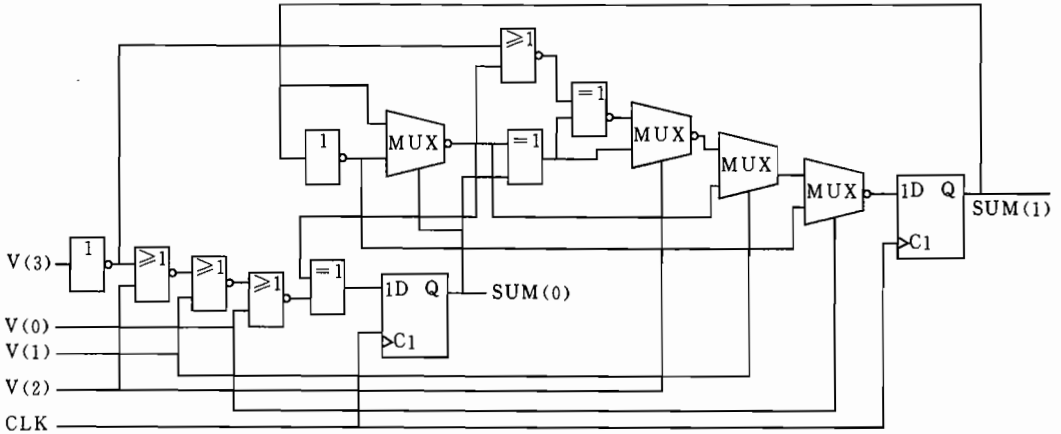 ≥1
=1
1
MUX
=1
MUX
MUX
MUX
1D Q
C1
SUM(1)
V(3)
1
≥1
≥1
≥1
=1
1D Q
C1
SUM(0)
V(0)
V(1)
V(2)
CLK